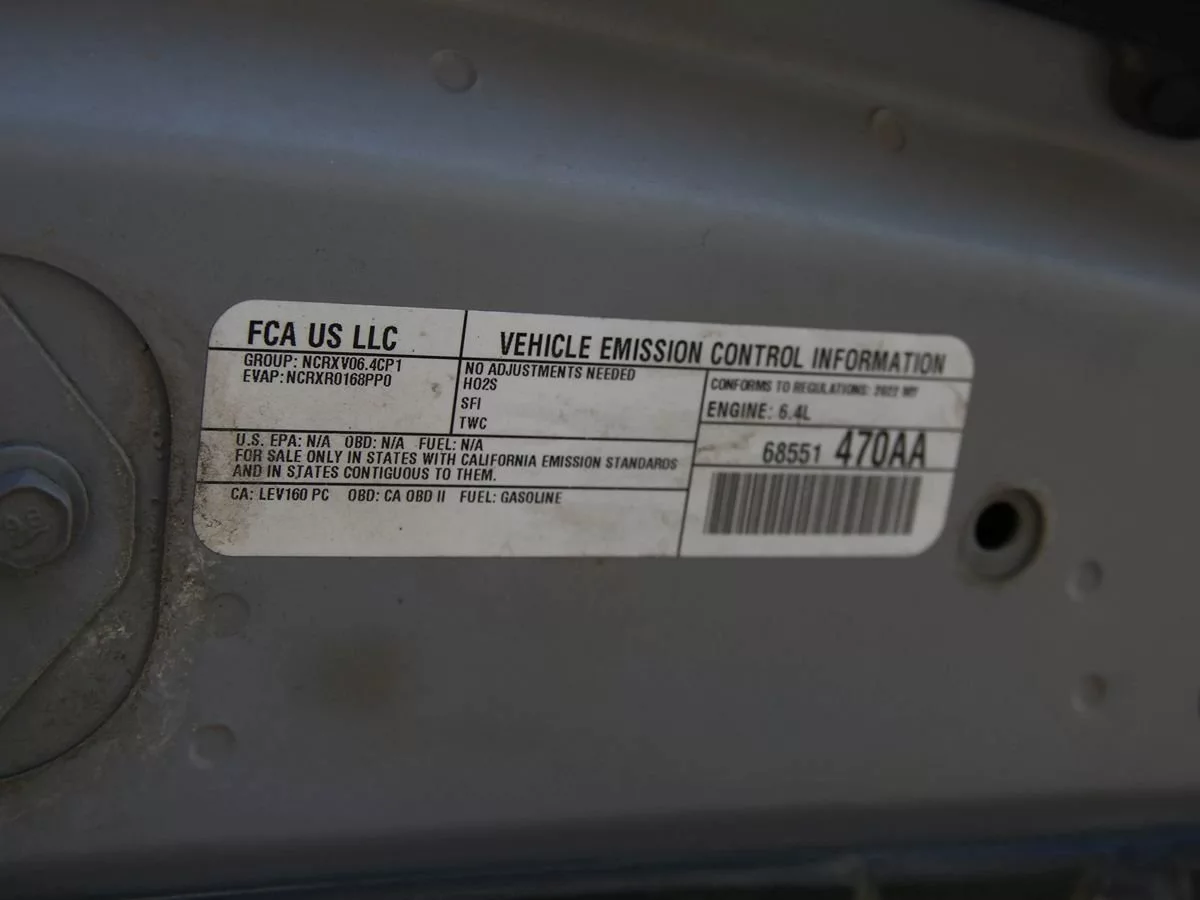 FCA US LLC
GROUP: NCRXV06.4CP1
EVAP: NCRXR0168PP0
VEHICLE EMISSION CONTROL INFORMATION
NO ADJUSTMENTS NEEDED
HO2S
SFI
TWC
CONFORMS TO REGULATIONS: 2022 MY
ENGINE: 6.4L
68551 470AA
U.S. EPA: N/A OBD: N/A FUEL: N/A
FOR SALE ONLY IN STATES WITH CALIFORNIA EMISSION STANDARDS
AND IN STATES CONTIGUOUS TO THEM.
CA: LEV160 PC OBD: CA OBD II FUEL: GASOLINE